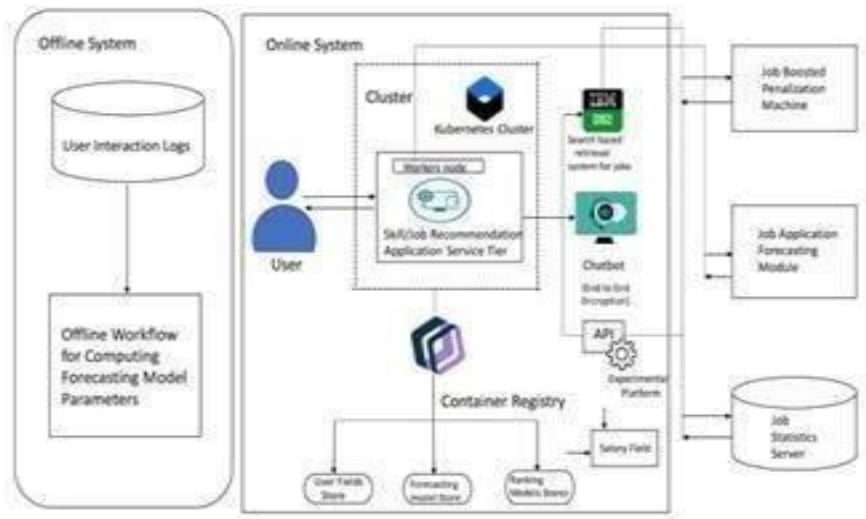 Offline System
User Interaction Logs
Offline Workflow
for Computing
Forecasting Model
Parameters
Online System
Cluster
Kubernetes Cluster
Workers node
Skill/Job Recommendation
Application Service Tier
User
IBM
DB2
Search based
retrieval
system for jobs
Chatbot
(End to End
Encryption)
API
Experimental
Platform
Container Registry
User Fields
Store
Forecasting
model Store
Ranking
Models Stores
Salary Field
Job Boosted
Penalization
Machine
Job Application
Forecasting
Module
Job
Statistics
Server